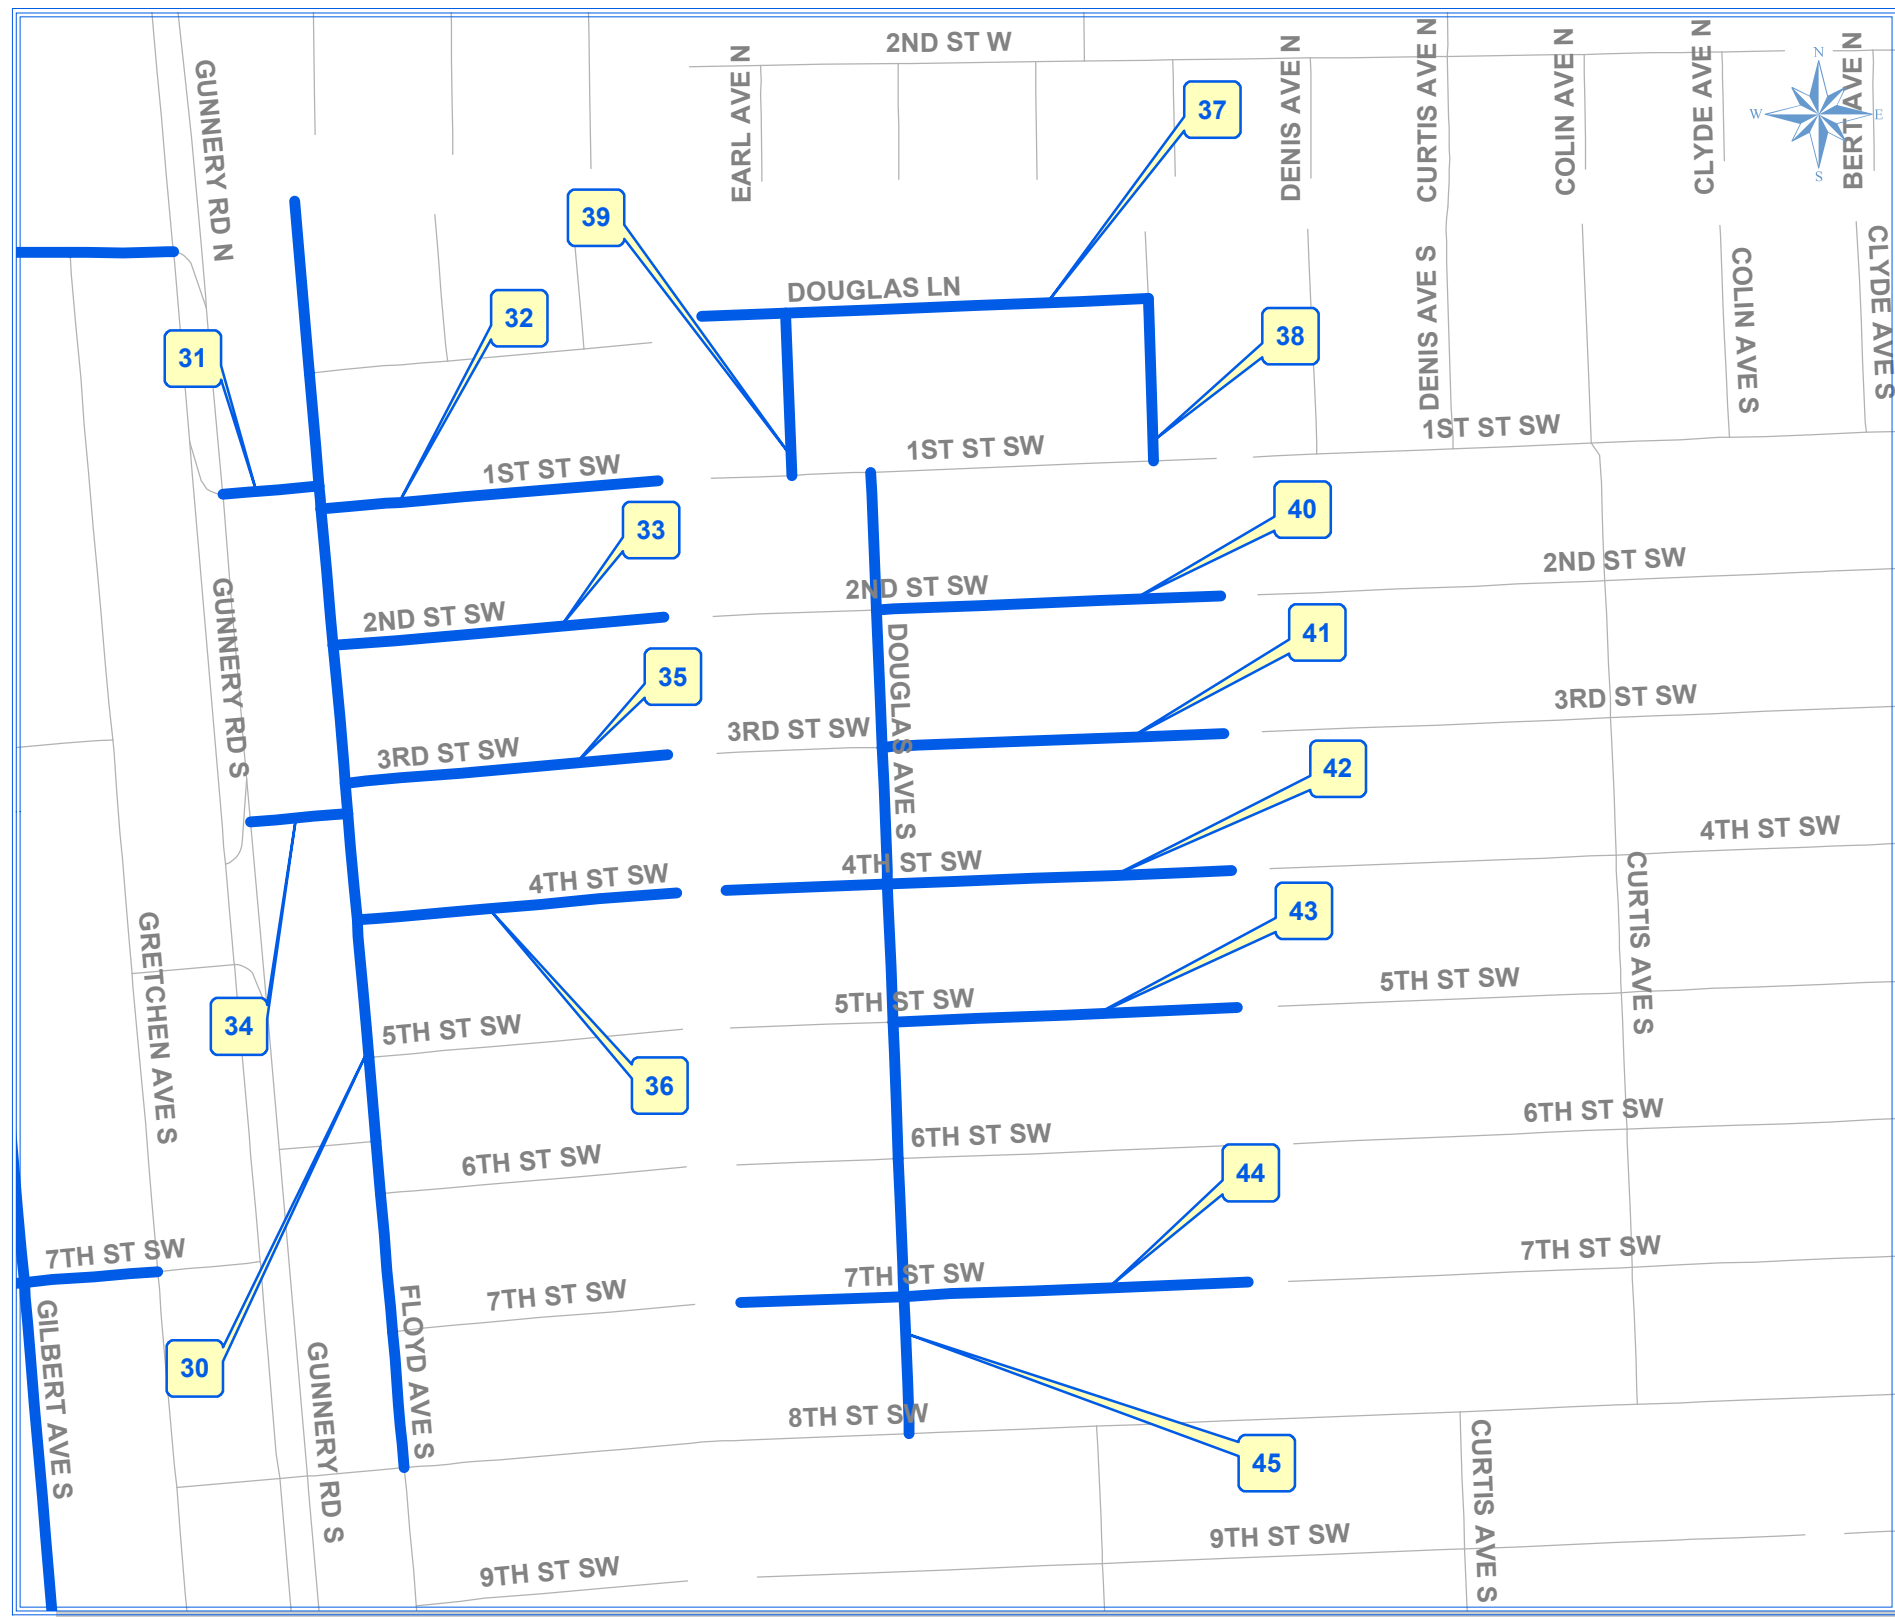 2ND ST W
EARL AVE N
DENIS AVE N
CURTIS AVE N
COLIN AVE N
CLYDE AVE N
BERT AVE N
N
W
E
S
GUNNERY RD N
37
39
DOUGLAS LN
32
31
38
DENIS AVE S
COLIN AVE S
CLYDE AVE S
1ST ST SW
1ST ST SW
1ST ST SW
33
40
2ND ST SW
2ND ST SW
2ND ST SW
GUNNERY RD S
DOUGLAS AVE S
35
41
3RD ST SW
3RD ST SW
3RD ST SW
42
4TH ST SW
4TH ST SW
4TH ST SW
CURTIS AVE S
43
GRETCHEN AVE S
34
5TH ST SW
5TH ST SW
5TH ST SW
36
6TH ST SW
6TH ST SW
6TH ST SW
44
7TH ST SW
7TH ST SW
7TH ST SW
7TH ST SW
30
GILBERT AVE S
GUNNERY RD S
FLOYD AVE S
8TH ST SW
45
CURTIS AVE S
9TH ST SW
9TH ST SW